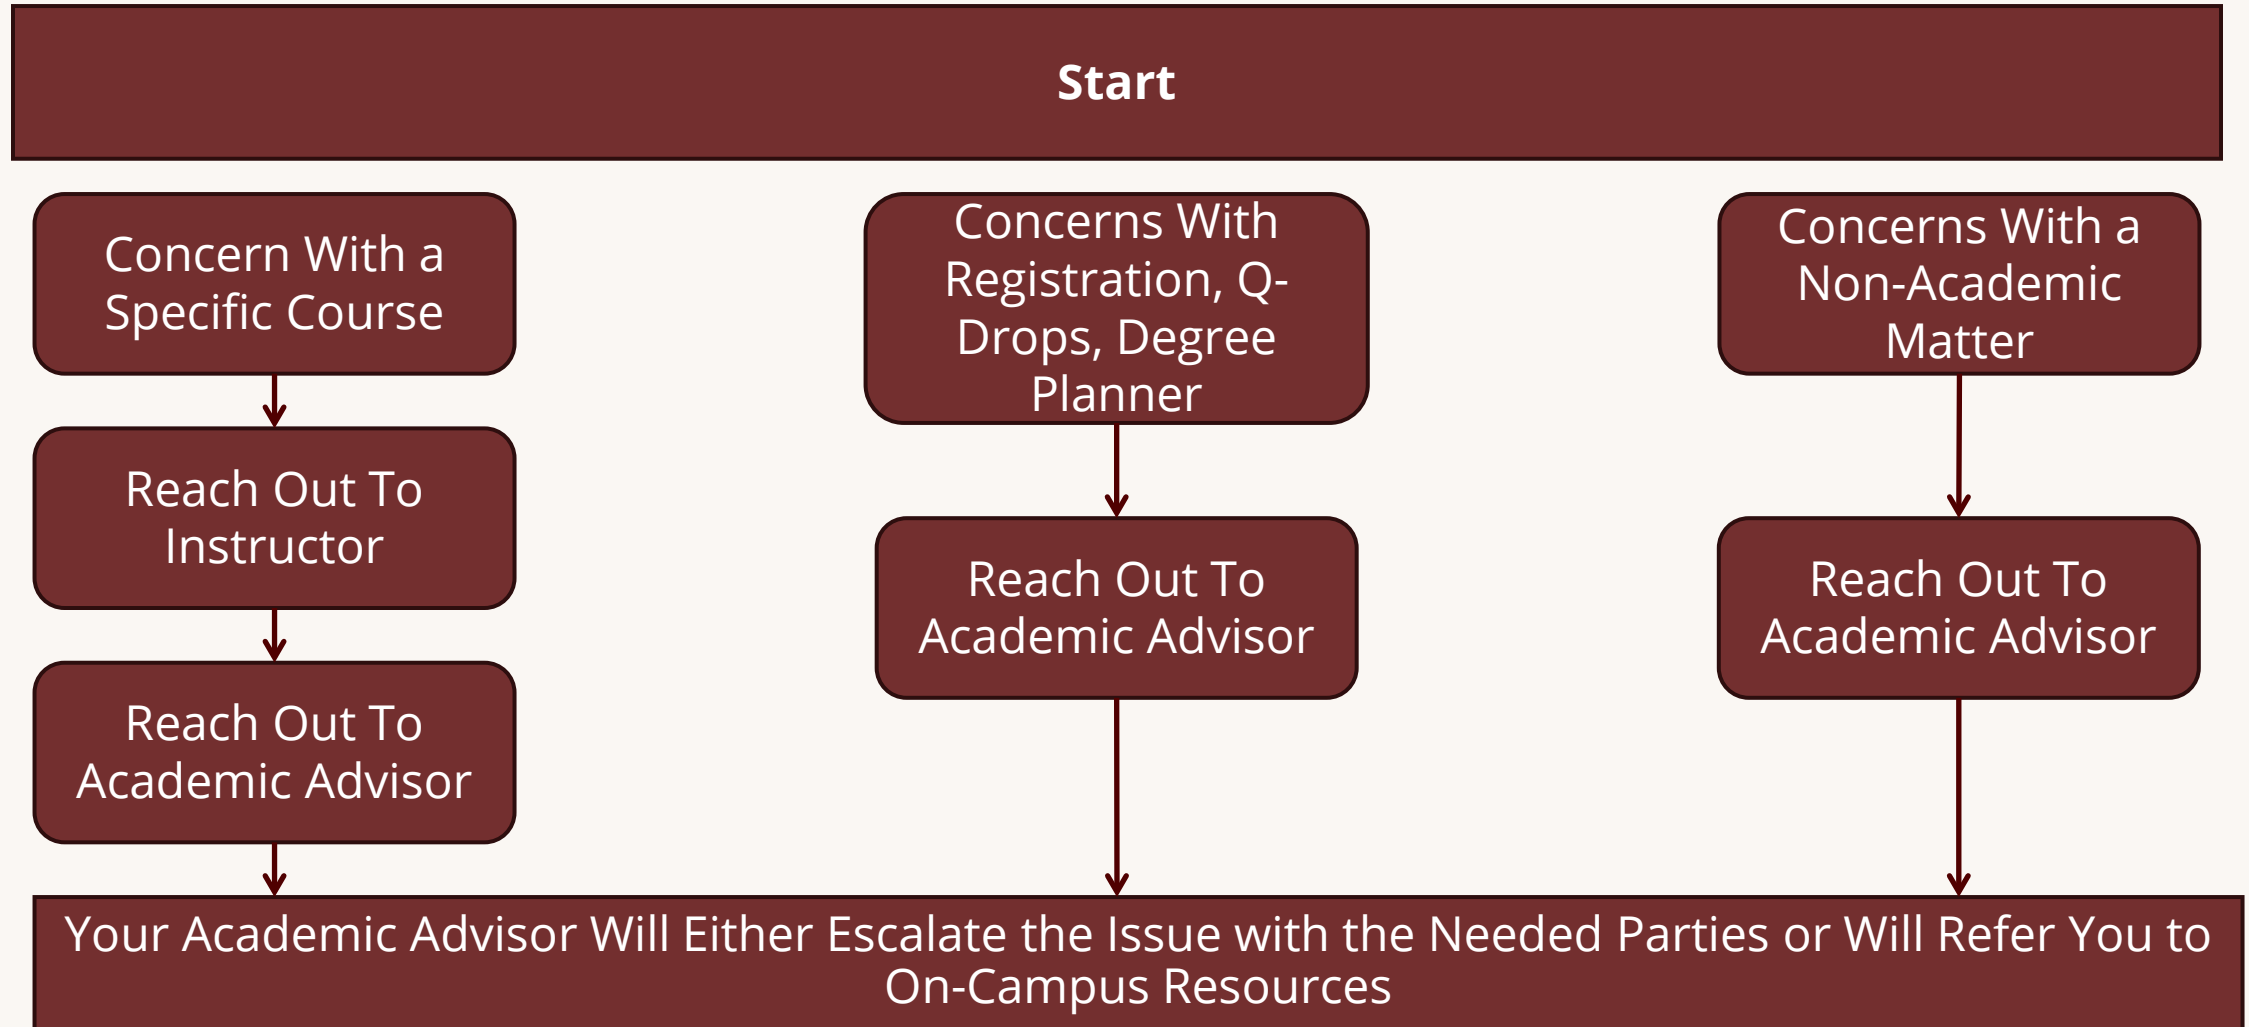 Start
Concern With a
Specific Course
Reach Out To
Instructor
Reach Out To
Academic Advisor
Concerns With
Registration, Q-
Drops, Degree
Planner
Reach Out To
Academic Advisor
Concerns With a
Non-Academic
Matter
Reach Out To
Academic Advisor
Your Academic Advisor Will Either Escalate the Issue with the Needed Parties or Will Refer You to
On-Campus Resources